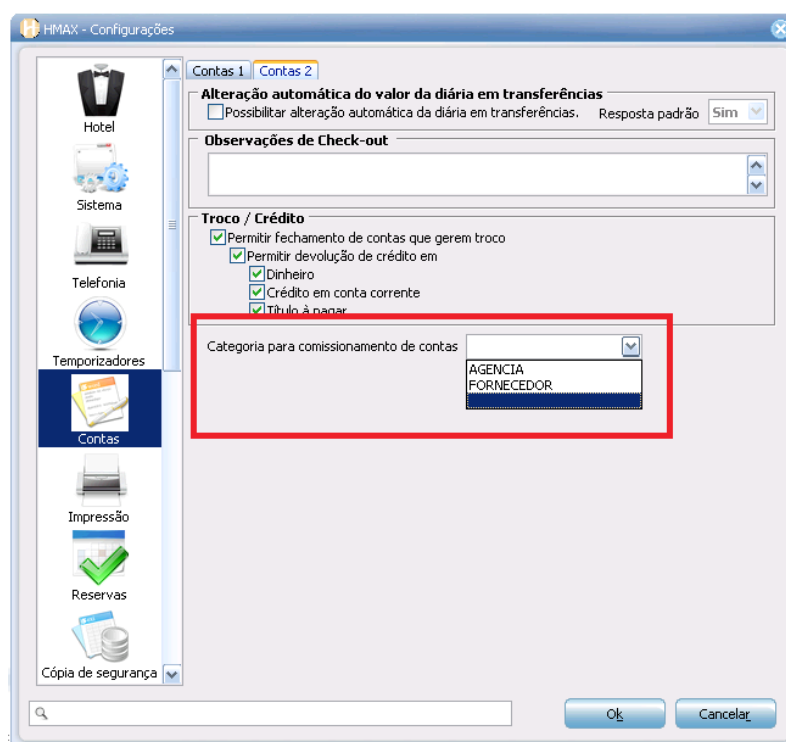 HMAX - Configurações
Contas 1 Contas 2
Alteração automática do valor da diária em transferências
Possibilitar alteração automática da diária em transferências. Resposta padrão Sim
Hotel
Observações de Check-out
Sistema
Troco / Crédito
Permitir fechamento de contas que gerem troco
Permitir devolução de crédito em
Dinheiro
Telefonia
Crédito em conta corrente
Título à pagar
Categoria para comissionamento de contas
Temporizadores
AGENCIA
FORNECEDOR
Contas
Impressão
Reservas
Cópia de segurança
Ok Cancelar